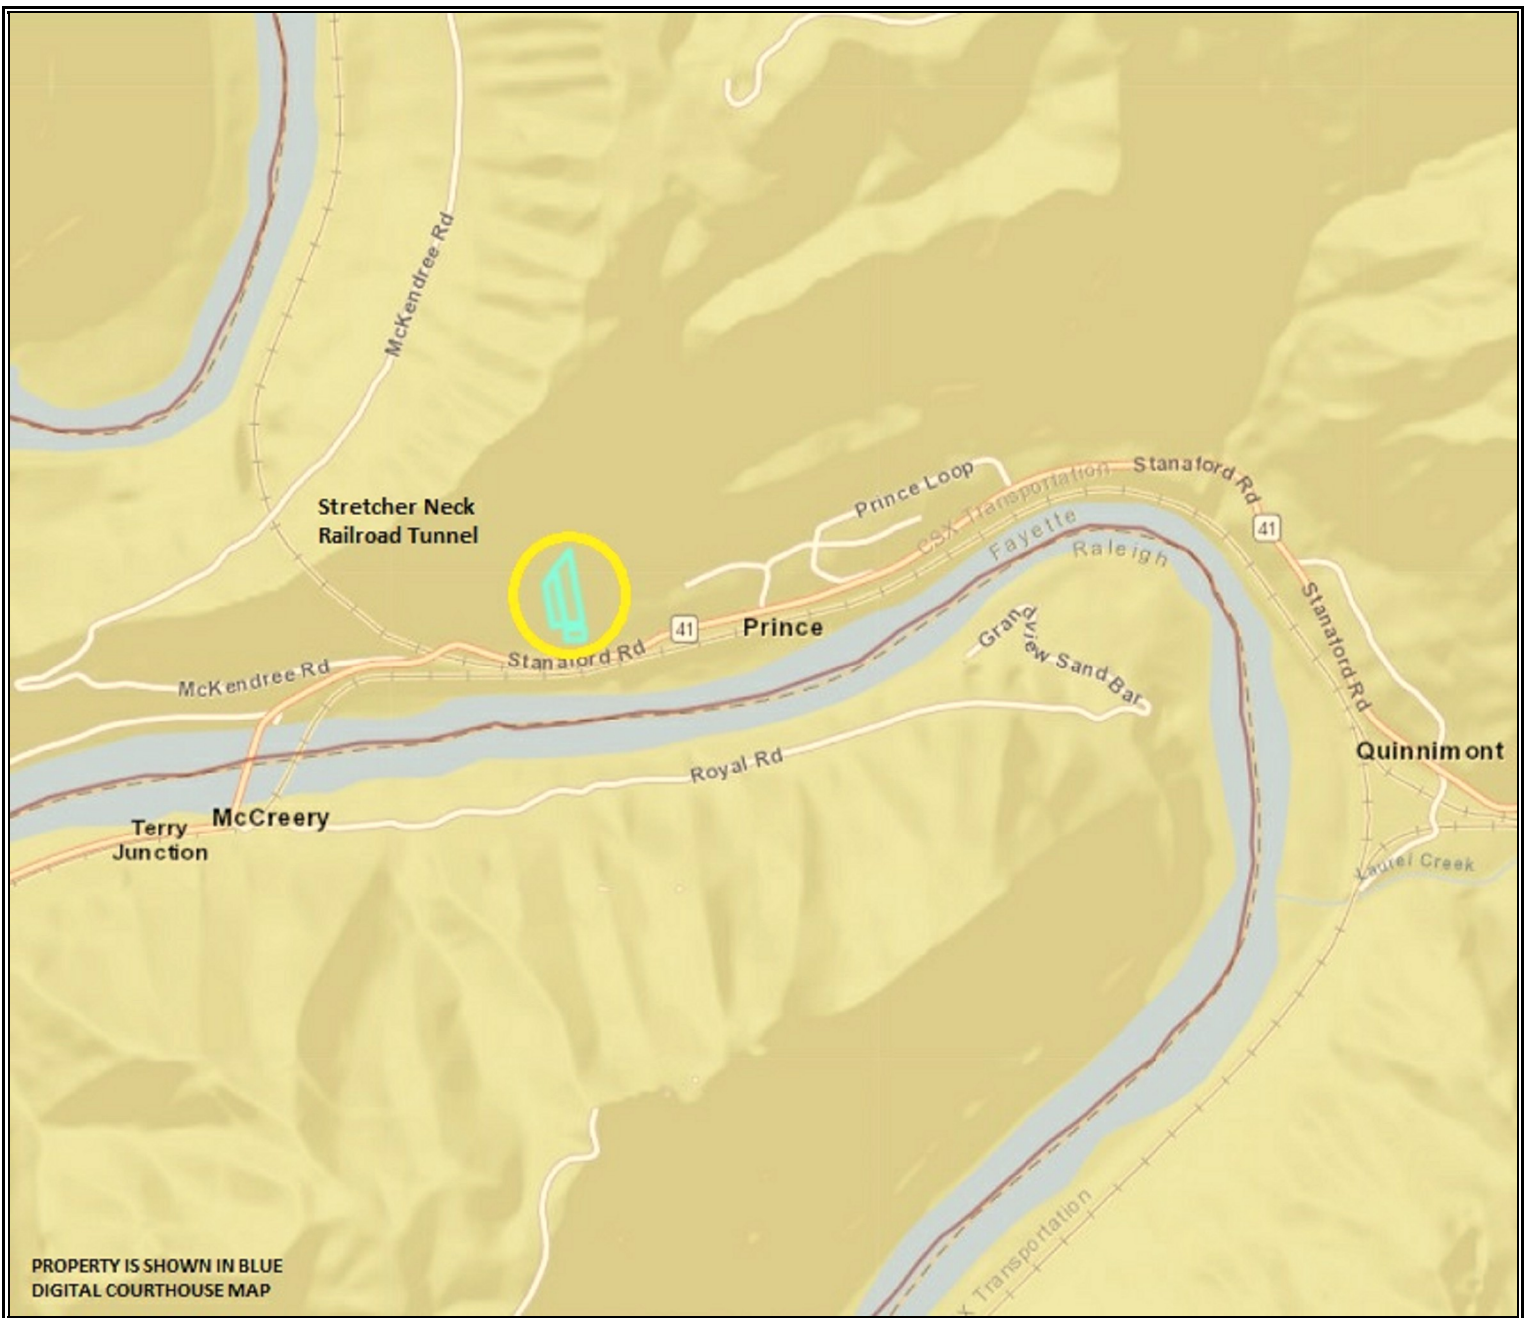 McKendree Rd
Stretcher Neck
Railroad Tunnel
Prince Loop
CSX Transportation
Stanaford Rd
41
Fayette
Raleigh
Stanaford Rd
41
Prince
Stanaford Rd
McKendree Rd
Grandview Sand Bar
Royal Rd
Quinnimont
McCreery
Terry
Junction
Laurel Creek
X Transportation
PROPERTY IS SHOWN IN BLUE
DIGITAL COURTHOUSE MAP